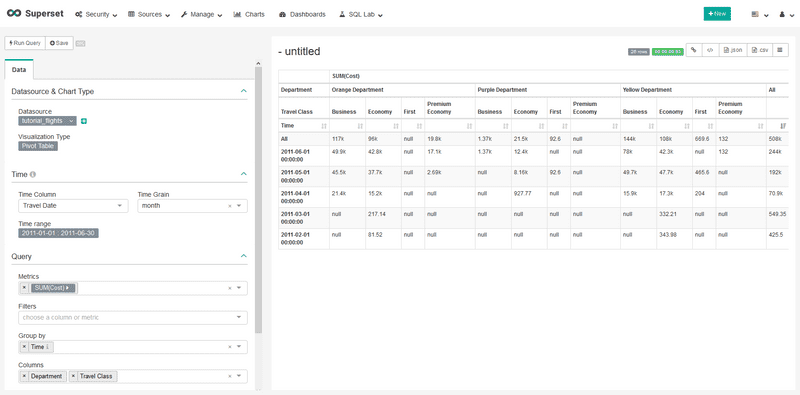 Superset Security Sources Manage Charts Dashboards SQL Lab + New
Run Query Save
- untitled
28 rows 00:00:00.03 json csv
Data
Datasource & Chart Type
Datasource
tutorial_flights
Visualization Type
Pivot Table
Time
Time Column Time Grain
Travel Date month
Time range
2011-01-01 : 2011-06-30
Query
Metrics
× SUM(Cost)
Filters
choose a column or metric
Group by
× Time
Columns
× Department × Travel Class
SUM(Cost)
Department Orange Department Purple Department Yellow Department All
Travel Class Business Economy First Premium Economy Business Economy First Premium Economy Business Economy First Premium Economy
Time
All 117k 96k null 19.8k 1.37k 21.5k 92.6 null 144k 108k 669.6 132 508k
2011-06-01 00:00:00 49.9k 42.8k null 17.1k 1.37k 12.4k null null 78k 42.3k null 132 244k
2011-05-01 00:00:00 45.5k 37.7k null 2.69k null 8.16k 92.6 null 49.7k 47.7k 465.6 null 192k
2011-04-01 00:00:00 21.4k 15.2k null null null 927.77 null null 15.9k 17.3k 204 null 70.9k
2011-03-01 00:00:00 null 217.14 null null null null null null null 332.21 null null 549.35
2011-02-01 00:00:00 null 81.52 null null null null null null null 343.98 null null 425.5